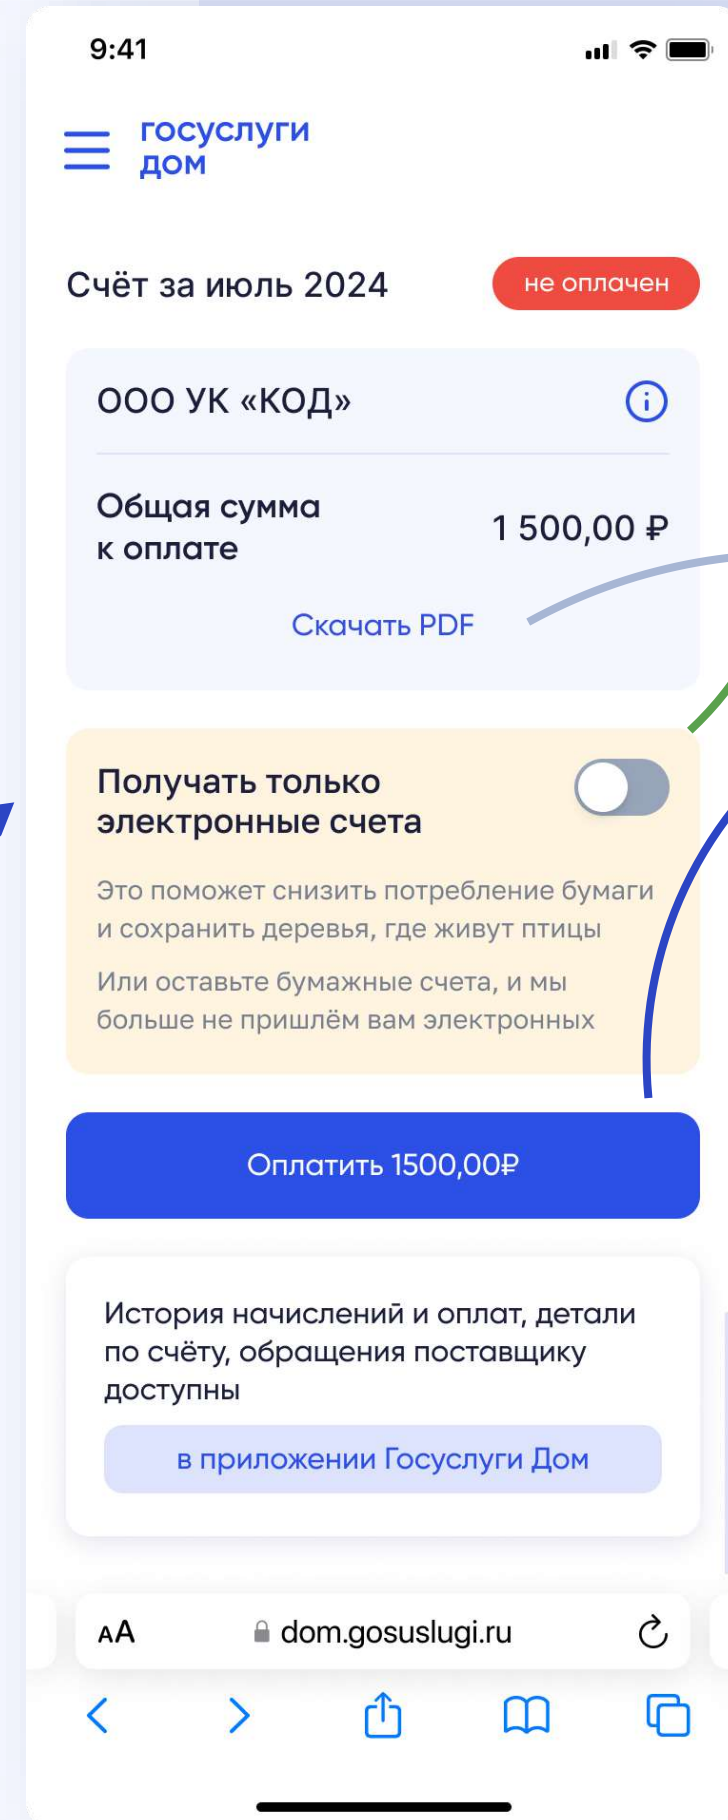 9:41
госуслуги
дом
Счёт за июль 2024
не оплачен
ООО УК «КОД»
Общая сумма
к оплате
1 500,00 ₽
Скачать PDF
Получать только
электронные счета
Это поможет снизить потребление бумаги
и сохранить деревья, где живут птицы
Или оставьте бумажные счета, и мы
больше не пришлём вам электронных
Оплатить 1500,00₽
История начислений и оплат, детали
по счёту, обращения поставщику
доступны
в приложении Госуслуги Дом
AA
dom.gosuslugi.ru